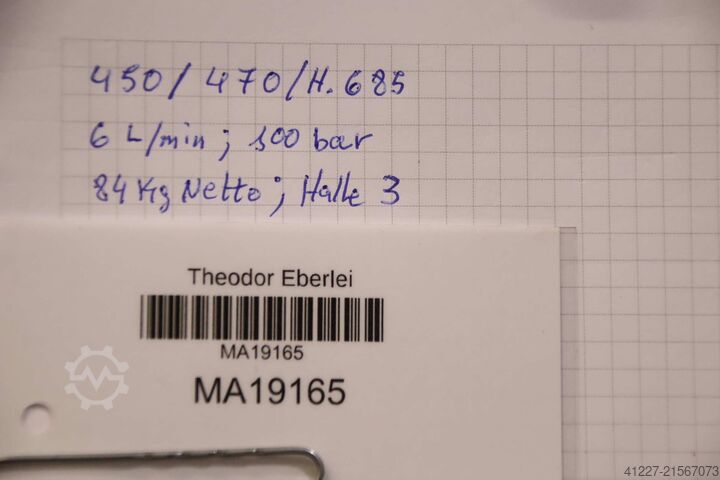 450/470/H.685
6 L/min; 100 bar
84 Kg Netto; Halle 3
Theodor Eberlei
MA19165
MA19165
41227-21567073